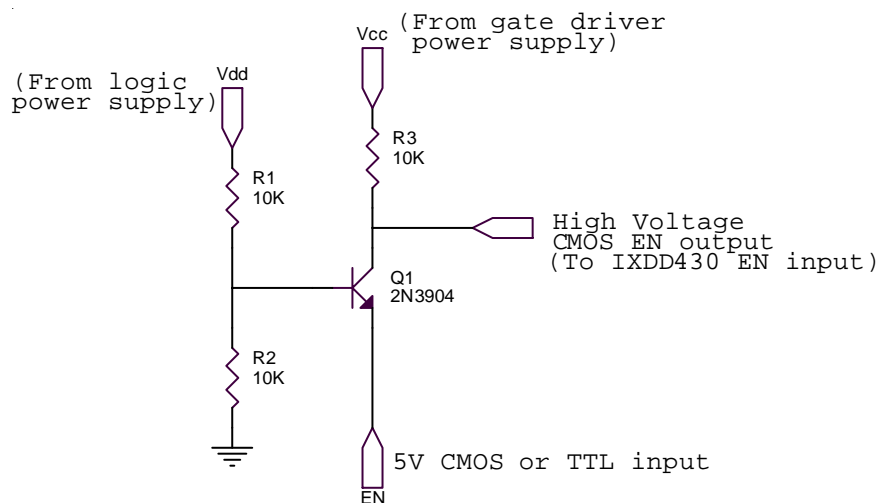 (From gate driver
power supply)
Vcc
(From logic
power supply)
Vdd
R3
10K
R1
10K
High Voltage
CMOS EN output
(To IXDD430 EN input)
Q1
2N3904
R2
10K
5V CMOS or TTL input
EN